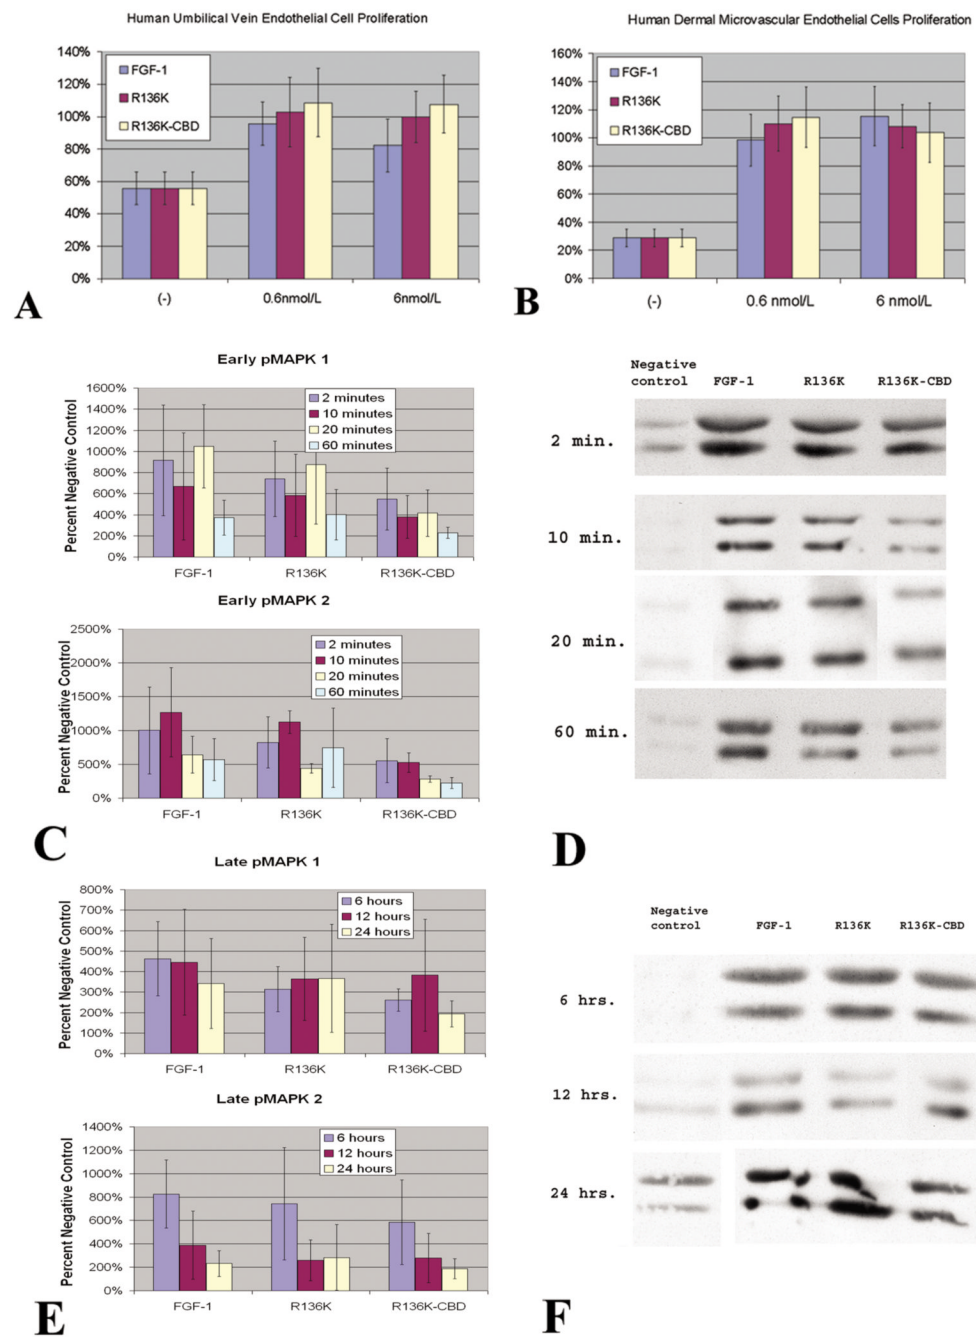 Human Umbilical Vein Endothelial Cell Proliferation
140%
120%
100%
80%
60%
40%
20%
0%
FGF-1
R136K
R136K-CBD
(-)
0.6nmol/L
6nmol/L
A
Human Dermal Microvascular Endothelial Cells Proliferation
160%
140%
120%
100%
80%
60%
40%
20%
0%
FGF-1
R136K
R136K-CBD
(-)
0.6 nmol/L
6 nmol/L
B
Early pMAPK 1
Percent Negative Control
1600%
1400%
1200%
1000%
800%
600%
400%
200%
0%
2 minutes
10 minutes
20 minutes
60 minutes
FGF-1
R136K
R136K-CBD
Early pMAPK 2
Percent Negative Control
2500%
2000%
1500%
1000%
500%
0%
2 minutes
10 minutes
20 minutes
60 minutes
FGF-1
R136K
R136K-CBD
C
Negative
control
FGF-1
R136K
R136K-CBD
2 min.
10 min.
20 min.
60 min.
D
Late pMAPK 1
Percent Negative Control
800%
700%
600%
500%
400%
300%
200%
100%
0%
6 hours
12 hours
24 hours
FGF-1
R136K
R136K-CBD
Late pMAPK 2
Percent Negative Control
1400%
1200%
1000%
800%
600%
400%
200%
0%
6 hours
12 hours
24 hours
FGF-1
R136K
R136K-CBD
E
Negative
control
FGF-1
R136K
R136K-CBD
6 hrs.
12 hrs.
24 hrs.
F